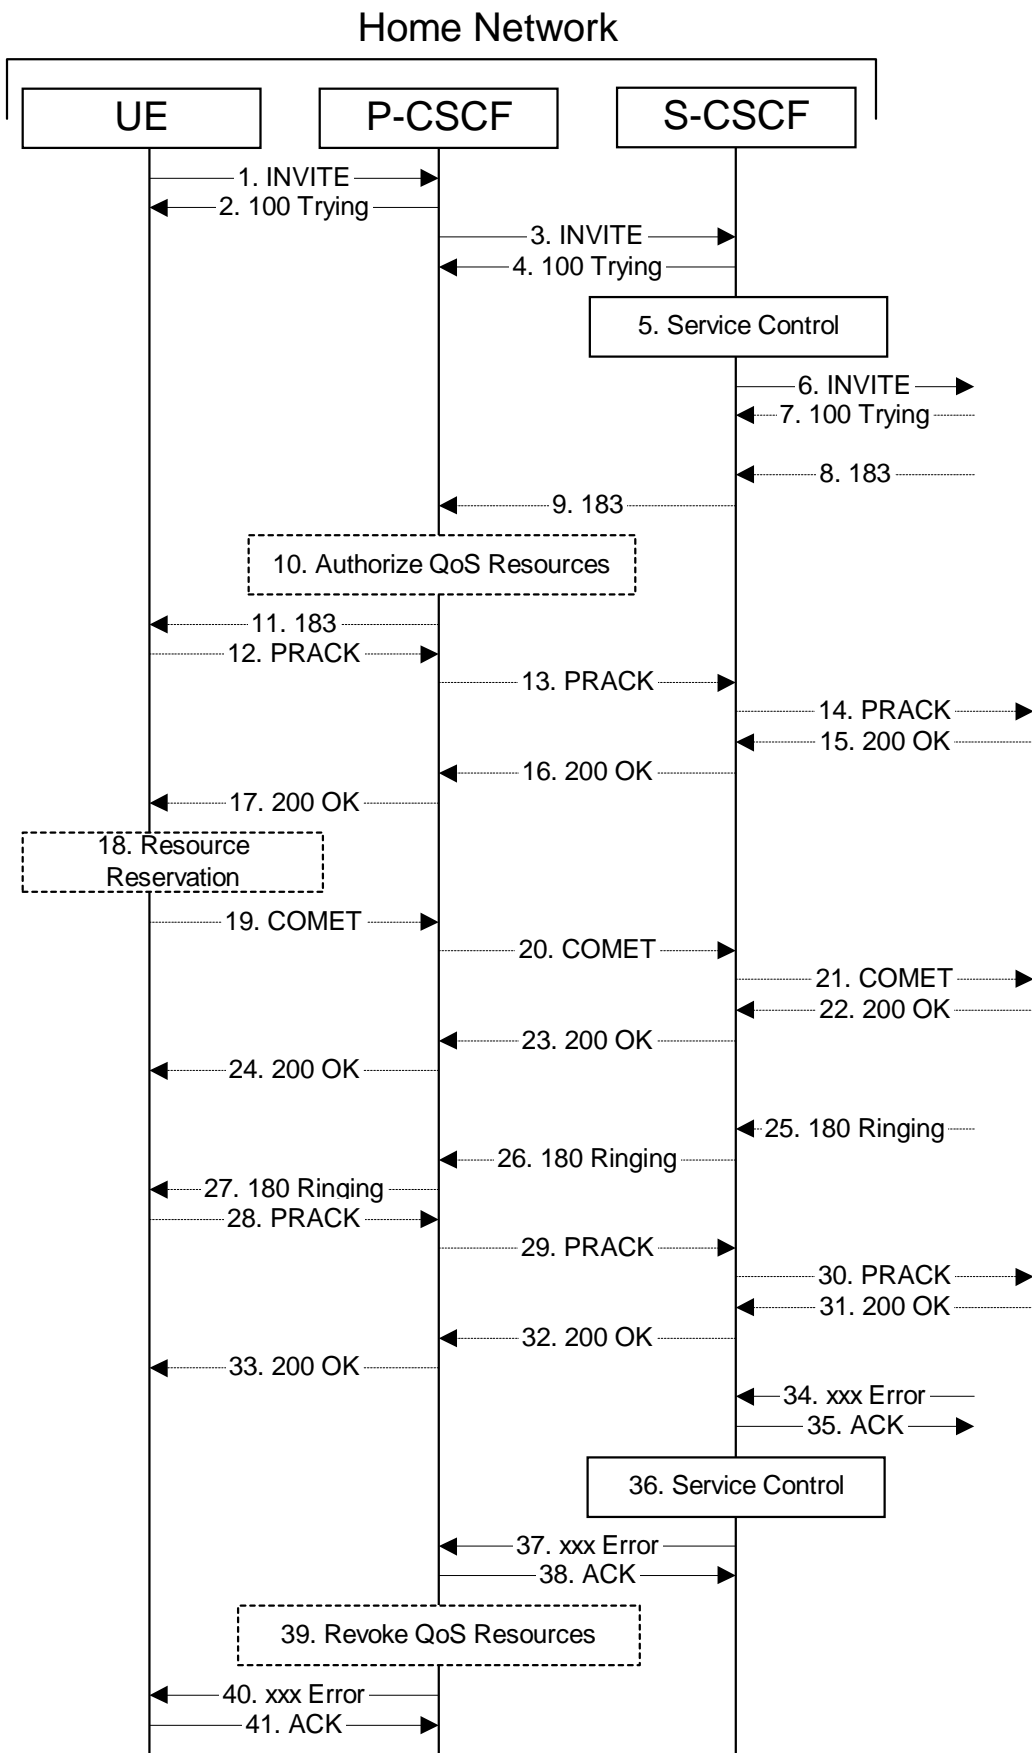 Home Network
UE
P-CSCF
S-CSCF
1. INVITE
2. 100 Trying
3. INVITE
4. 100 Trying
5. Service Control
6. INVITE
7. 100 Trying
8. 183
9. 183
10. Authorize QoS Resources
11. 183
12. PRACK
13. PRACK
14. PRACK
15. 200 OK
16. 200 OK
17. 200 OK
18. Resource
Reservation
19. COMET
20. COMET
21. COMET
22. 200 OK
23. 200 OK
24. 200 OK
25. 180 Ringing
26. 180 Ringing
27. 180 Ringing
28. PRACK
29. PRACK
30. PRACK
31. 200 OK
32. 200 OK
33. 200 OK
34. xxx Error
35. ACK
36. Service Control
37. xxx Error
38. ACK
39. Revoke QoS Resources
40. xxx Error
41. ACK